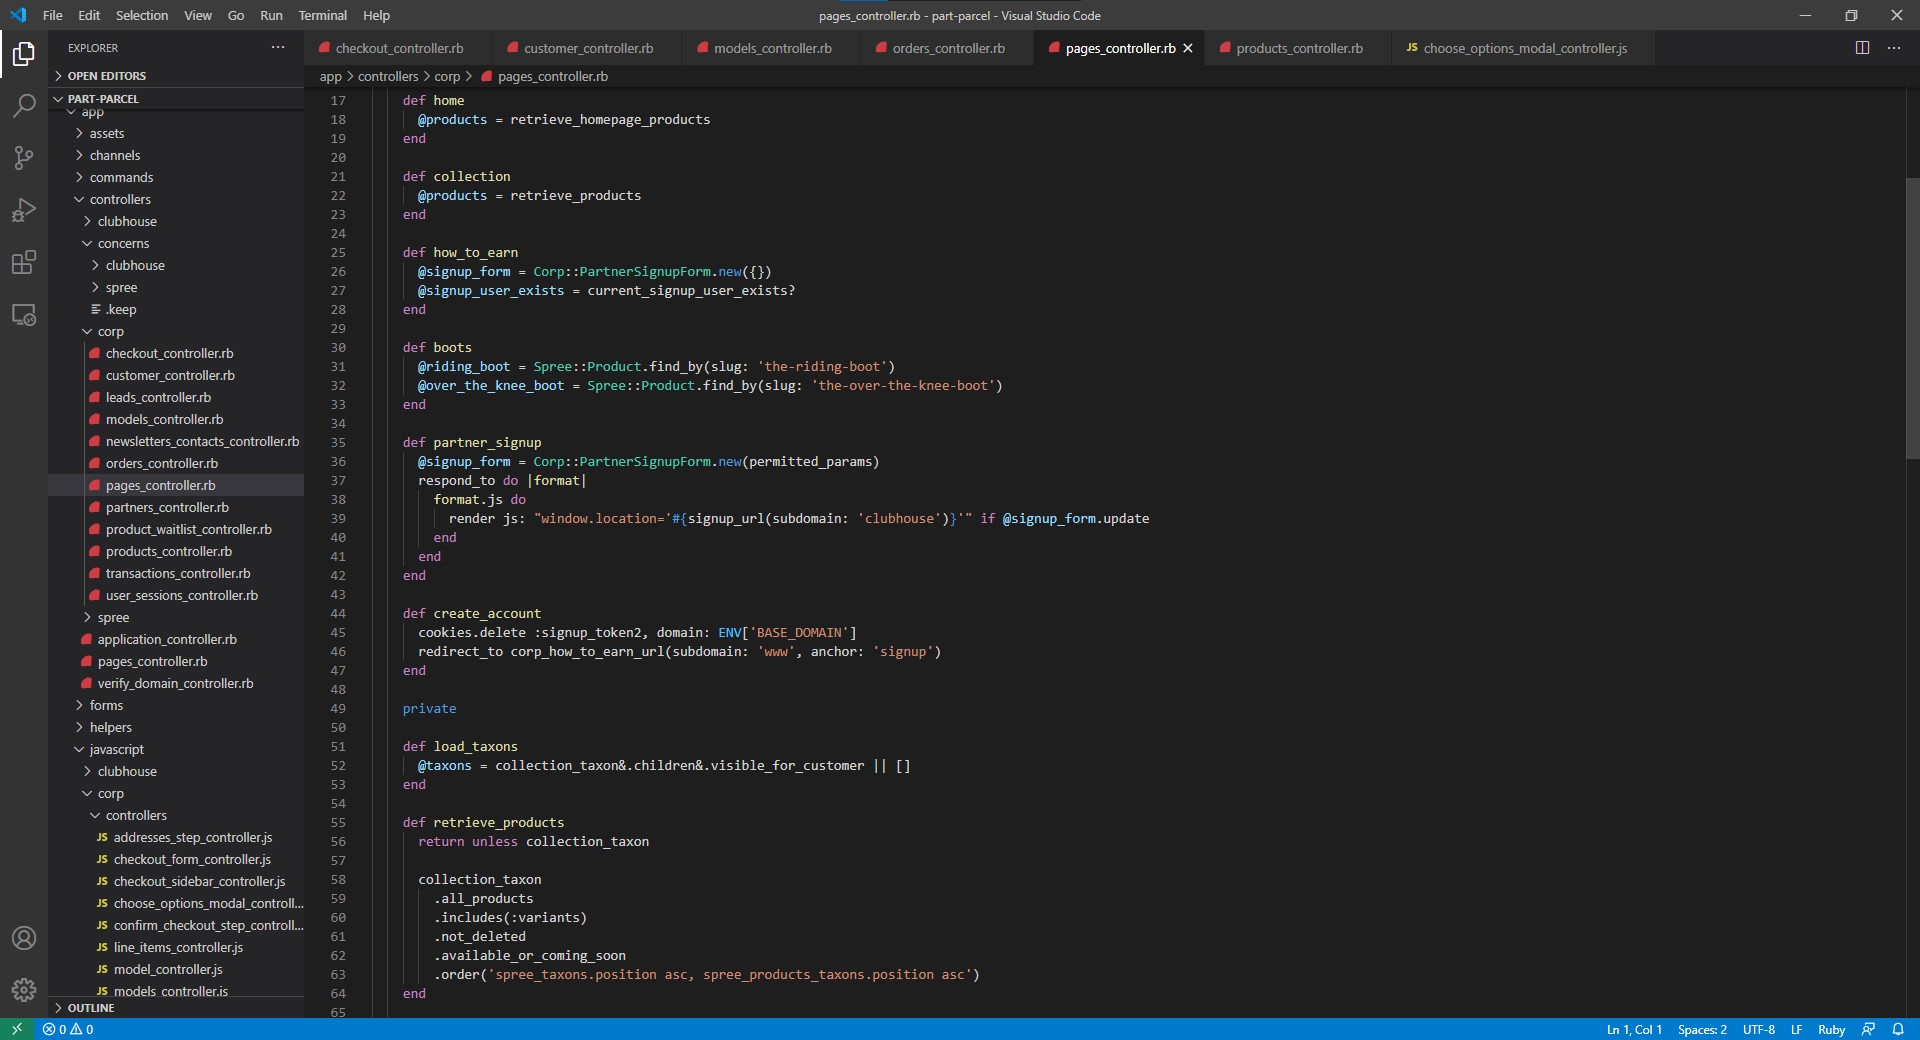 File Edit Selection View Go Run Terminal Help
pages_controller.rb - part-parcel - Visual Studio Code
EXPLORER
OPEN EDITORS
PART-PARCEL
app
assets
channels
commands
controllers
clubhouse
concerns
clubhouse
spree
.keep
corp
checkout_controller.rb
customer_controller.rb
leads_controller.rb
models_controller.rb
newsletters_contacts_controller.rb
orders_controller.rb
pages_controller.rb
partners_controller.rb
product_waitlist_controller.rb
products_controller.rb
transactions_controller.rb
user_sessions_controller.rb
spree
application_controller.rb
pages_controller.rb
verify_domain_controller.rb
forms
helpers
javascript
clubhouse
corp
controllers
JS addresses_step_controller.js
JS checkout_form_controller.js
JS checkout_sidebar_controller.js
JS choose_options_modal_controll...
JS confirm_checkout_step_controll...
JS line_items_controller.js
JS model_controller.js
JS models_controller.js
OUTLINE
checkout_controller.rb customer_controller.rb models_controller.rb orders_controller.rb pages_controller.rb products_controller.rb JS choose_options_modal_controller.js
app > controllers > corp > pages_controller.rb
17 def home
18 @products = retrieve_homepage_products
19 end
20
21 def collection
22 @products = retrieve_products
23 end
24
25 def how_to_earn
26 @signup_form = Corp::PartnerSignupForm.new({})
27 @signup_user_exists = current_signup_user_exists?
28 end
29
30 def boots
31 @riding_boot = Spree::Product.find_by(slug: 'the-riding-boot')
32 @over_the_knee_boot = Spree::Product.find_by(slug: 'the-over-the-knee-boot')
33 end
34
35 def partner_signup
36 @signup_form = Corp::PartnerSignupForm.new(permitted_params)
37 respond_to do |format|
38 format.js do
39 render js: "window.location='#{signup_url(subdomain: 'clubhouse')}'" if @signup_form.update
40 end
41 end
42 end
43
44 def create_account
45 cookies.delete :signup_token2, domain: ENV['BASE_DOMAIN']
46 redirect_to corp_how_to_earn_url(subdomain: 'www', anchor: 'signup')
47 end
48
49 private
50
51 def load_taxons
52 @taxons = collection_taxon&.children&.visible_for_customer || []
53 end
54
55 def retrieve_products
56 return unless collection_taxon
57
58 collection_taxon
59 .all_products
60 .includes(:variants)
61 .not_deleted
62 .available_or_coming_soon
63 .order('spree_taxons.position asc, spree_products_taxons.position asc')
64 end
65
0 0
Ln 1, Col 1 Spaces: 2 UTF-8 LF Ruby